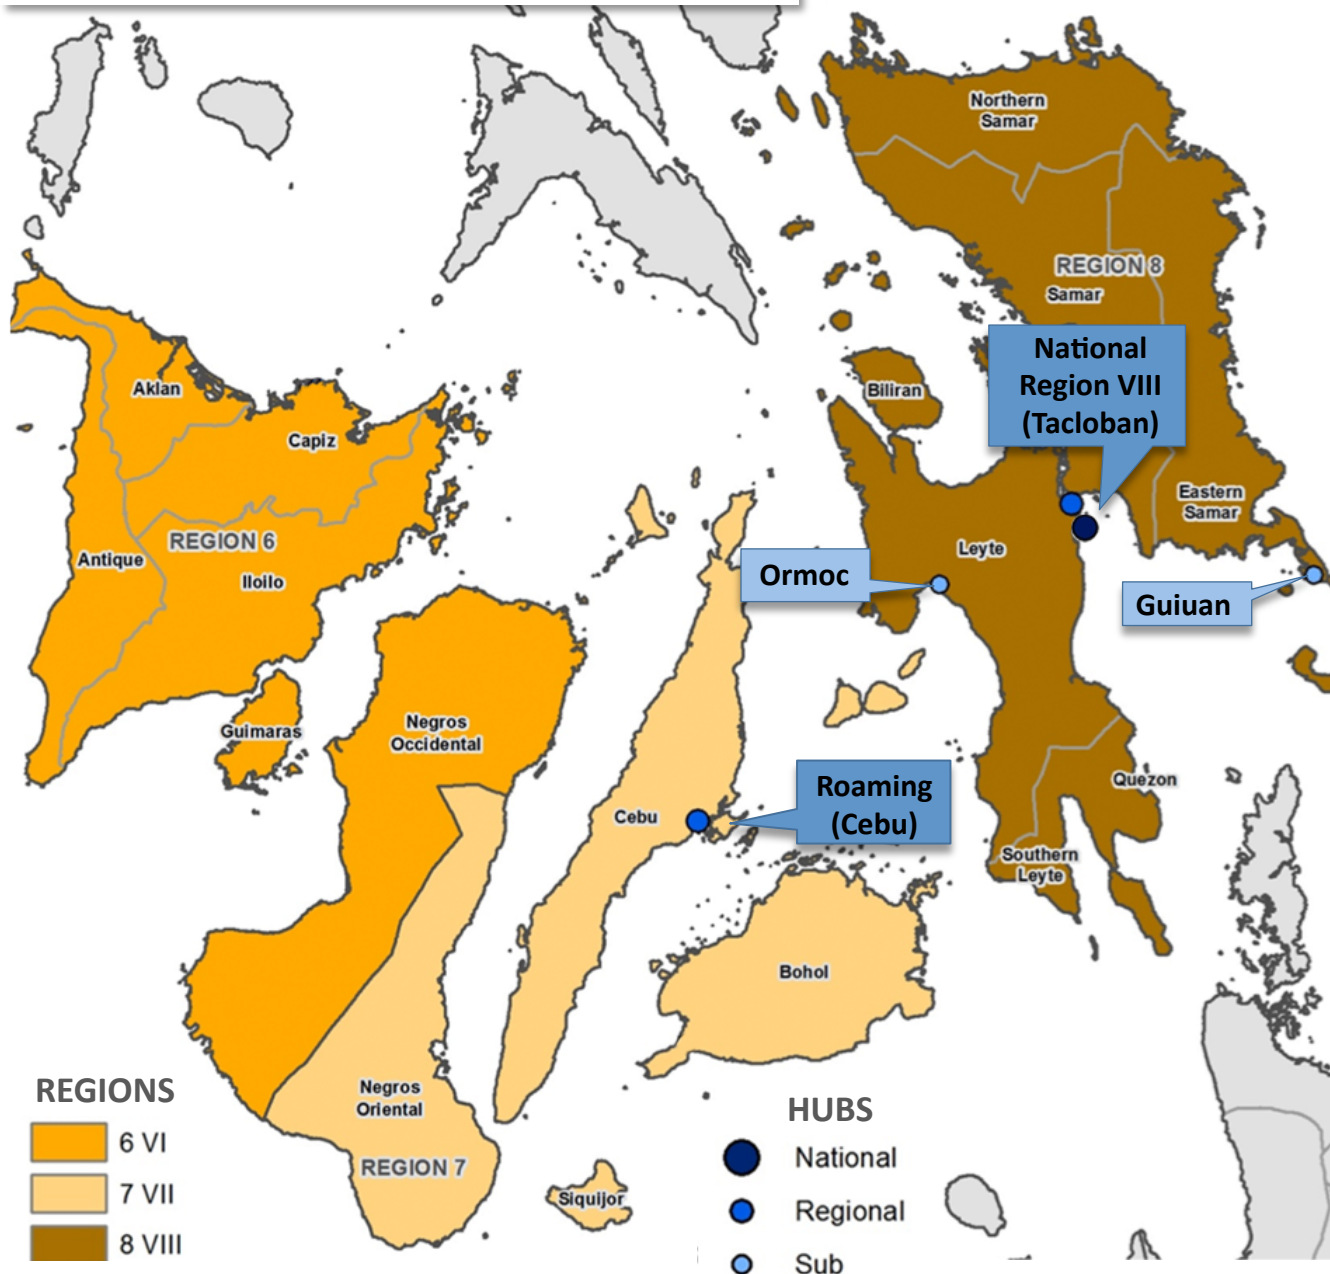 Northern
Samar
REGION 8
Samar
National
Region VIII
(Tacloban)
Biliran
Aklan
Capiz
Eastern
Samar
REGION 6
Antique
Iloilo
Leyte
Ormoc
Guiuan
Guimaras
Negros
Occidental
Quezon
Roaming
(Cebu)
Cebu
Southern
Leyte
Bohol
Negros
Oriental
REGION 7
Siquijor
REGIONS
6 VI
7 VII
8 VIII
HUBS
National
Regional
Sub